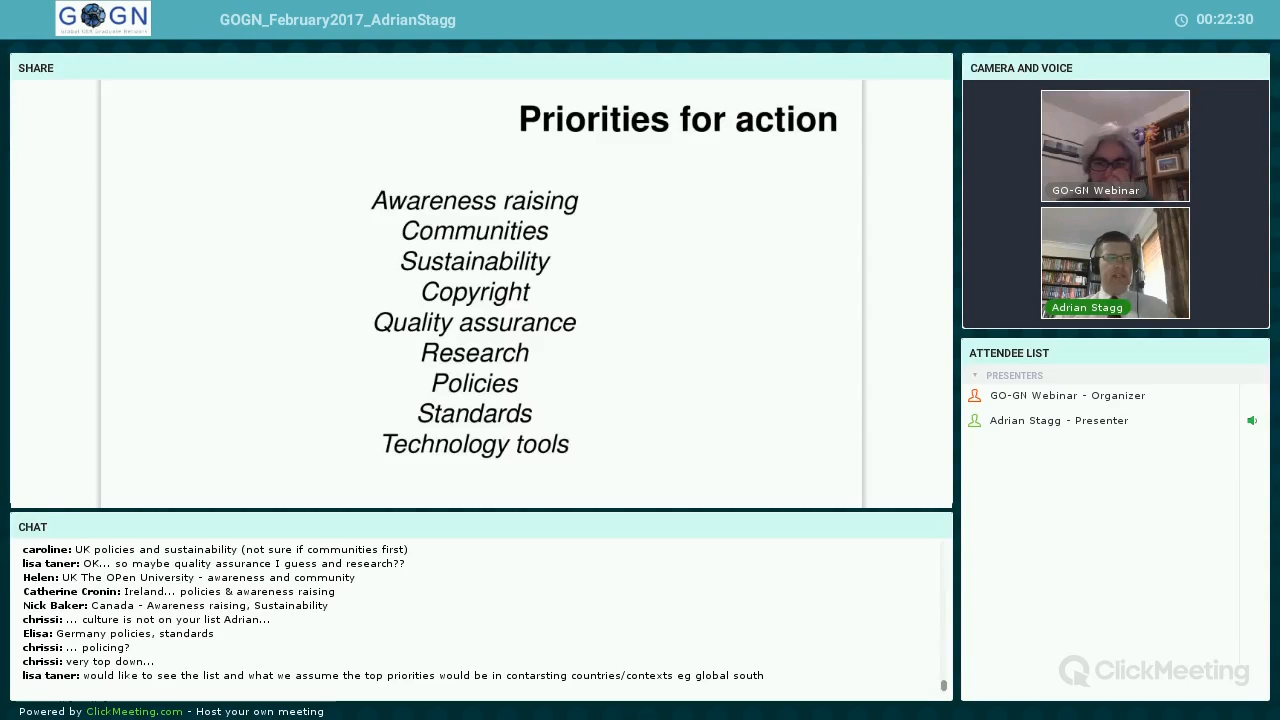 GOGN
Global OER Graduate Network
GOGN_February2017_AdrianStagg
00:22:30
SHARE
Priorities for action
Awareness raising
Communities
Sustainability
Copyright
Quality assurance
Research
Policies
Standards
Technology tools
CAMERA AND VOICE
GO-GN Webinar
Adrian Stagg
ATTENDEE LIST
PRESENTERS
GO-GN Webinar - Organizer
Adrian Stagg - Presenter
CHAT
caroline: UK policies and sustainability (not sure if communities first)
lisa taner: OK... so maybe quality assurance I guess and research??
Helen: UK The OPen University - awareness and community
Catherine Cronin: Ireland... policies & awareness raising
Nick Baker: Canada - Awareness raising, Sustainability
chrissi: ... culture is not on your list Adrian...
Elisa: Germany policies, standards
chrissi: ... policing?
chrissi: very top down...
lisa taner: would like to see the list and what we assume the top priorities would be in contarsting countries/contexts eg global south
ClickMeeting
Powered by ClickMeeting.com - Host your own meeting